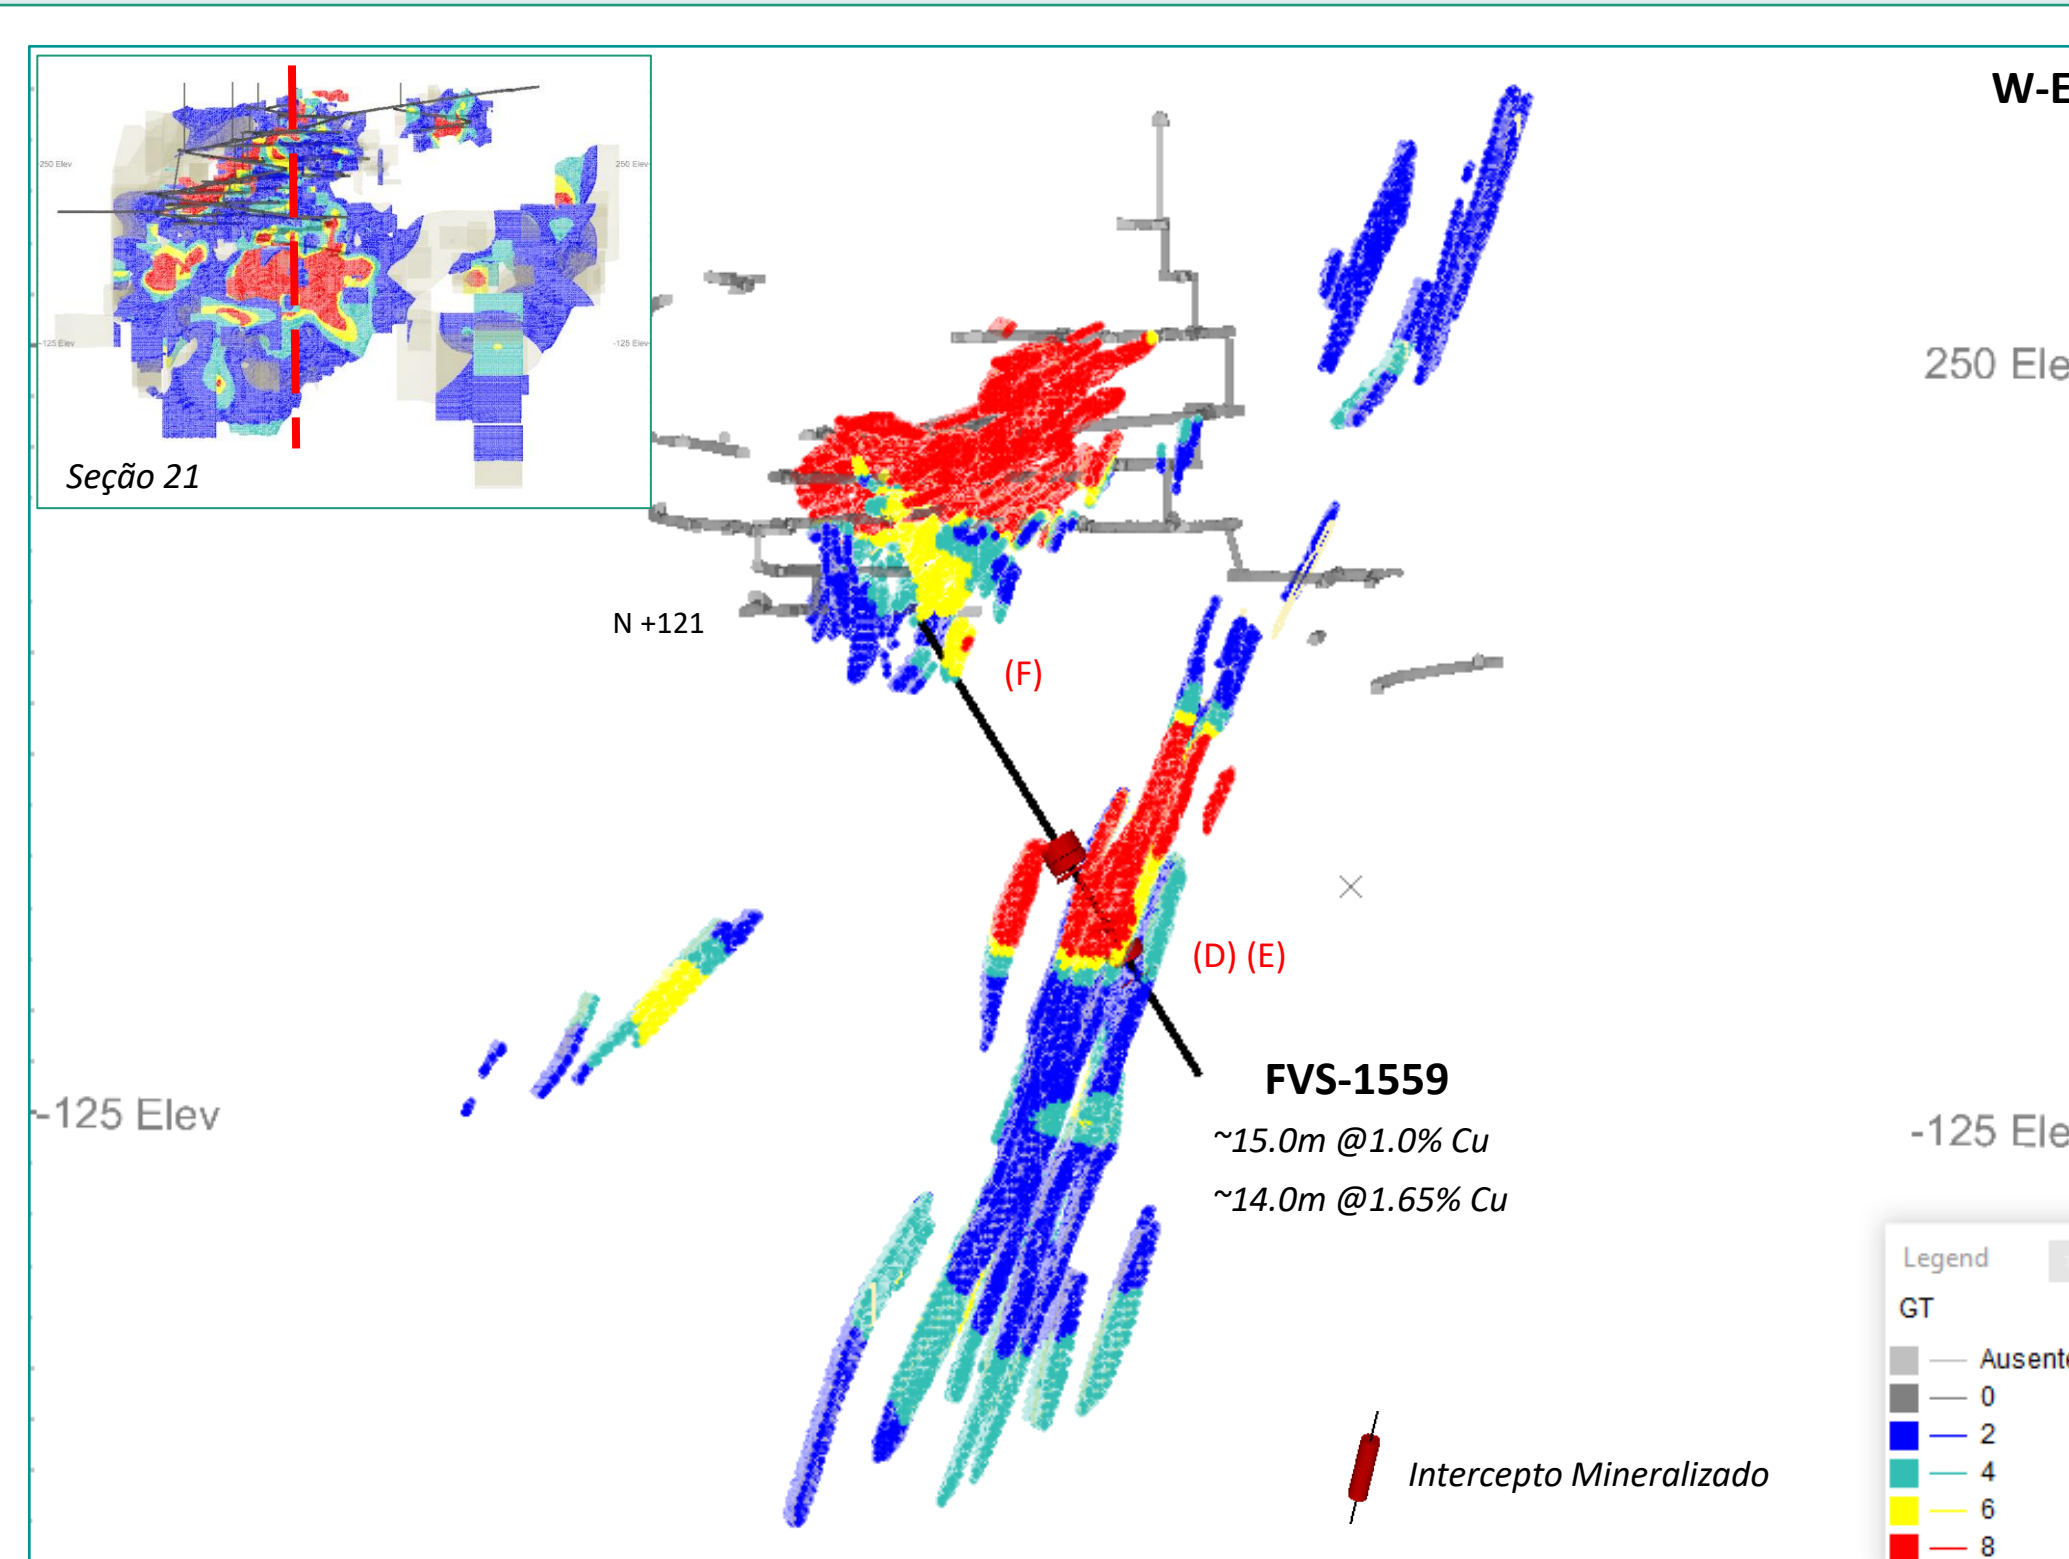 W-E
250 Elev
250 Elev
-125 Elev
-125 Elev
Seção 21
250 Ele
N +121
(F)
(D) (E)
FVS-1559
-125 Elev
~15.0m @1.0% Cu
-125 Ele
~14.0m @1.65% Cu
Legend
GT
Ausente
0
2
4
6
8
Intercepto Mineralizado